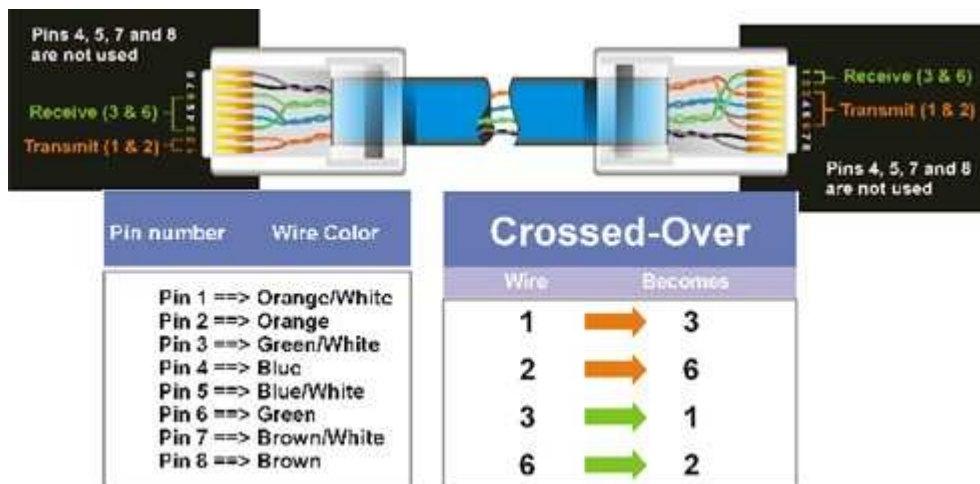 Pins 4, 5, 7 and 8
are not used
Receive (3 & 6)
Transmit (1 & 2)
Receive (3 & 6)
Transmit (1 & 2)
Pins 4, 5, 7 and 8
are not used
Pin number Wire Color
Pin 1 ==> Orange/White
Pin 2 ==> Orange
Pin 3 ==> Green/White
Pin 4 ==> Blue
Pin 5 ==> Blue/White
Pin 6 ==> Green
Pin 7 ==> Brown/White
Pin 8 ==> Brown
Crossed-Over
Wire Becomes
1 3
2 6
3 1
6 2